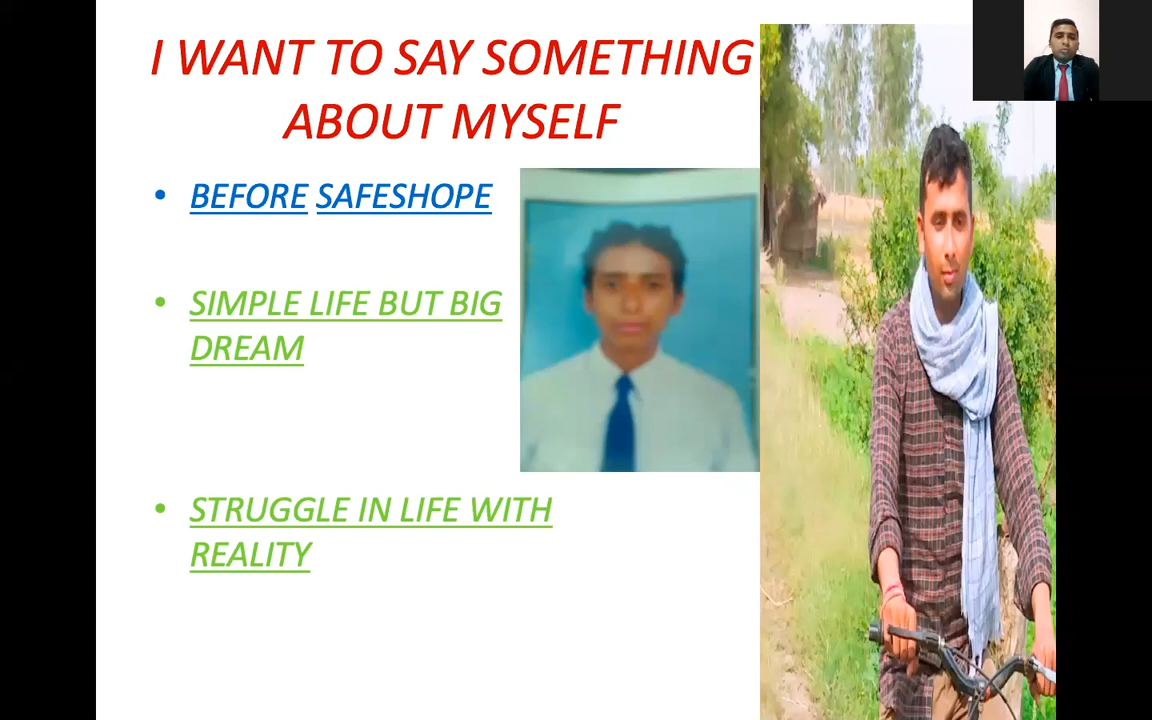 I WANT TO SAY SOMETHING
ABOUT MYSELF
• BEFORE SAFESHOPE
• SIMPLE LIFE BUT BIG
DREAM
• STRUGGLE IN LIFE WITH
REALITY